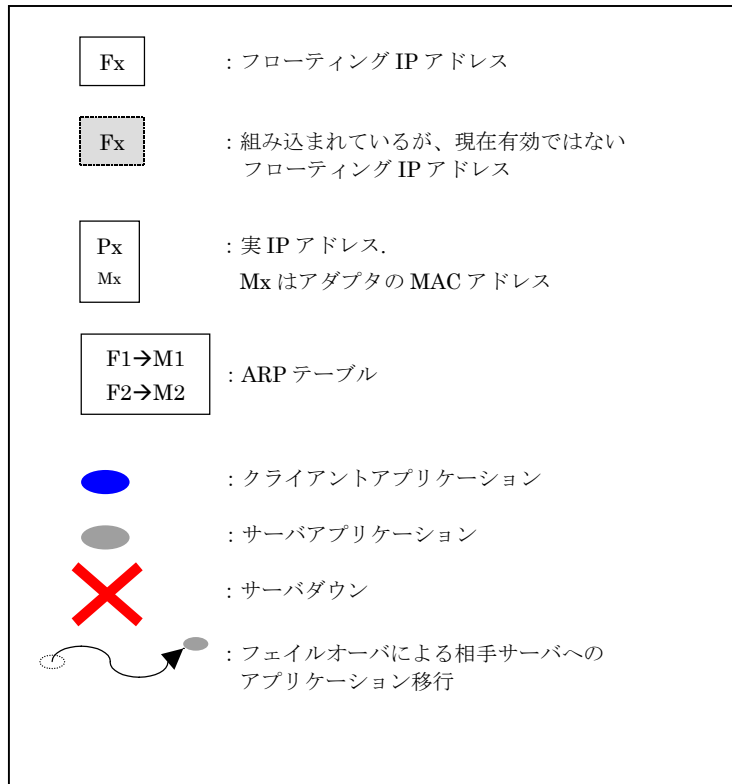 Fx
：フローティング IP アドレス
Fx
：組み込まれているが、現在有効ではない
フローティング IP アドレス
Px
Mx
：実 IP アドレス.
Mx はアダプタの MAC アドレス
F1→M1
F2→M2
：ARP テーブル
：クライアントアプリケーション
：サーバアプリケーション
：サーバダウン
：フェイルオーバによる相手サーバへの
アプリケーション移行